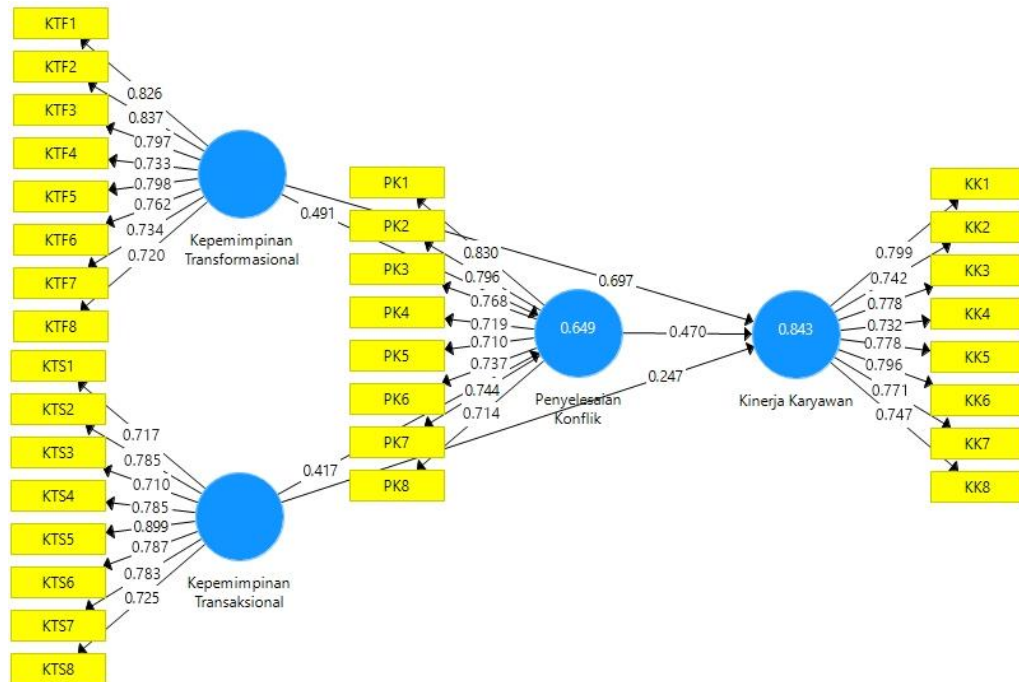 KTF1
KTF2
KTF3
KTF4
KTF5
KTF6
KTF7
KTF8
0.826
0.837
0.797
0.733
0.798
0.762
0.734
0.720
Kepemimpinan
Transformasional
KTS1
KTS2
KTS3
KTS4
KTS5
KTS6
KTS7
KTS8
0.717
0.785
0.710
0.785
0.899
0.787
0.783
0.725
Kepemimpinan
Transaksional
0.491
0.697
0.417
0.247
PK1
PK2
PK3
PK4
PK5
PK6
PK7
PK8
0.830
0.796
0.768
0.719
0.710
0.737
0.744
0.714
0.649
Penyelesaian
Konflik
0.470
0.843
Kinerja Karyawan
0.799
0.742
0.778
0.732
0.778
0.796
0.771
0.747
KK1
KK2
KK3
KK4
KK5
KK6
KK7
KK8